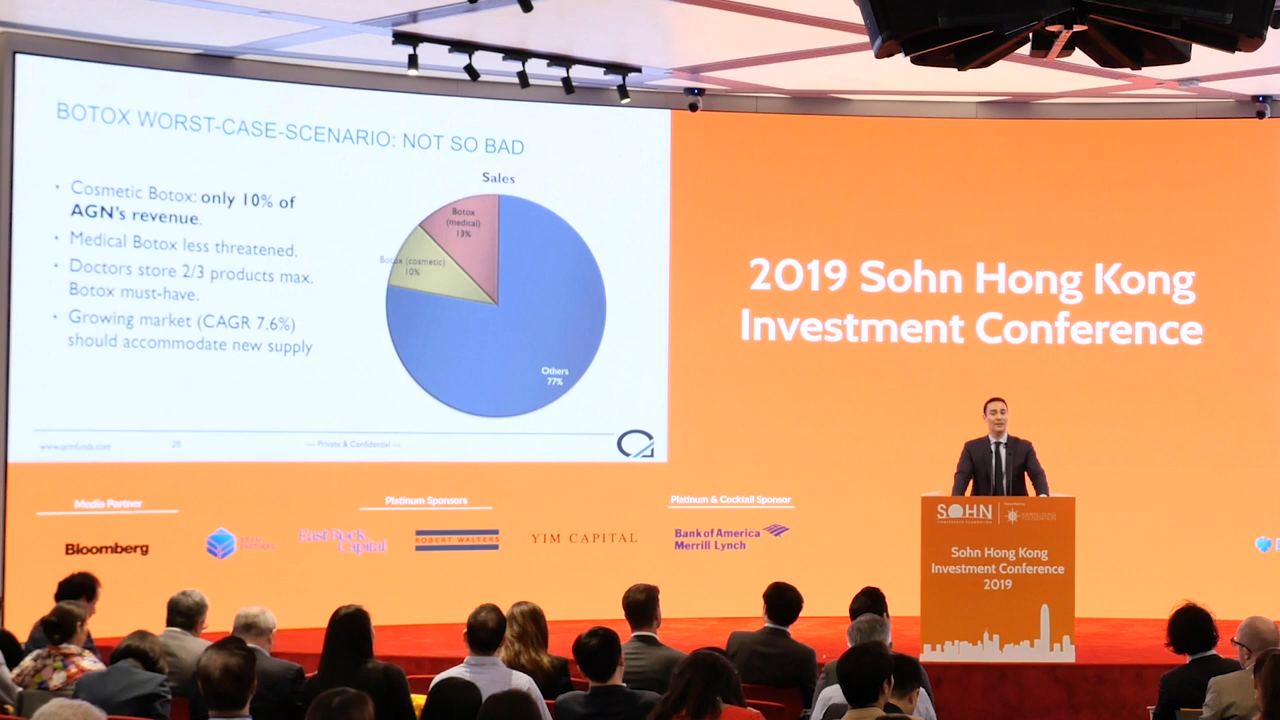 BOTOX WORST-CASE-SCENARIO: NOT SO BAD
• Cosmetic Botox: only 10% of
AGN's revenue.
• Medical Botox less threatened.
• Doctors store 2/3 products max.
Botox must-have.
• Growing market (CAGR 7.6%)
should accommodate new supply
Sales
Botox
(medical)
13%
Botox (cosmetic)
10%
Others
77%
26
— Private & Confidential —
2019 Sohn Hong Kong
Investment Conference
Media Partner
Bloomberg
Platinum Sponsors
East Rock
Capital
ROBERT WALTERS
YIM CAPITAL
Platinum & Cocktail Sponsor
Bank of America
Merrill Lynch
SOHN
CONFERENCE FOUNDATION
Sohn Hong Kong
Investment Conference
2019